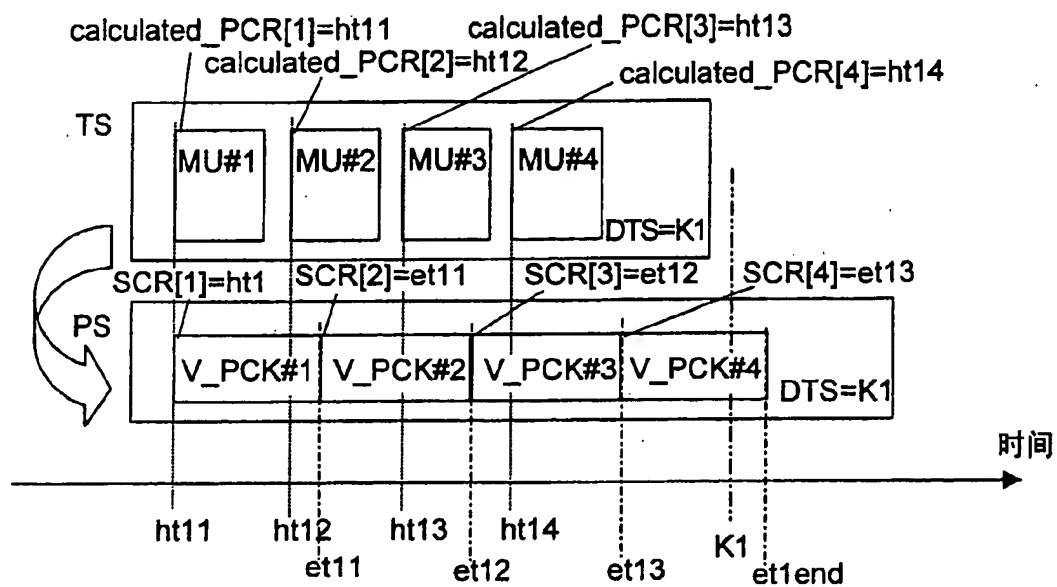 calculated_PCR[1]=ht11
calculated_PCR[3]=ht13
calculated_PCR[2]=ht12
calculated_PCR[4]=ht14
TS
MU#1
MU#2
MU#3
MU#4
DTS=K1
SCR[1]=ht1
SCR[2]=et11
SCR[3]=et12
SCR[4]=et13
PS
V_PCK#1
V_PCK#2
V_PCK#3
V_PCK#4
DTS=K1
时间
ht11
ht12
ht13
ht14
K1
et11
et12
et13
et1end